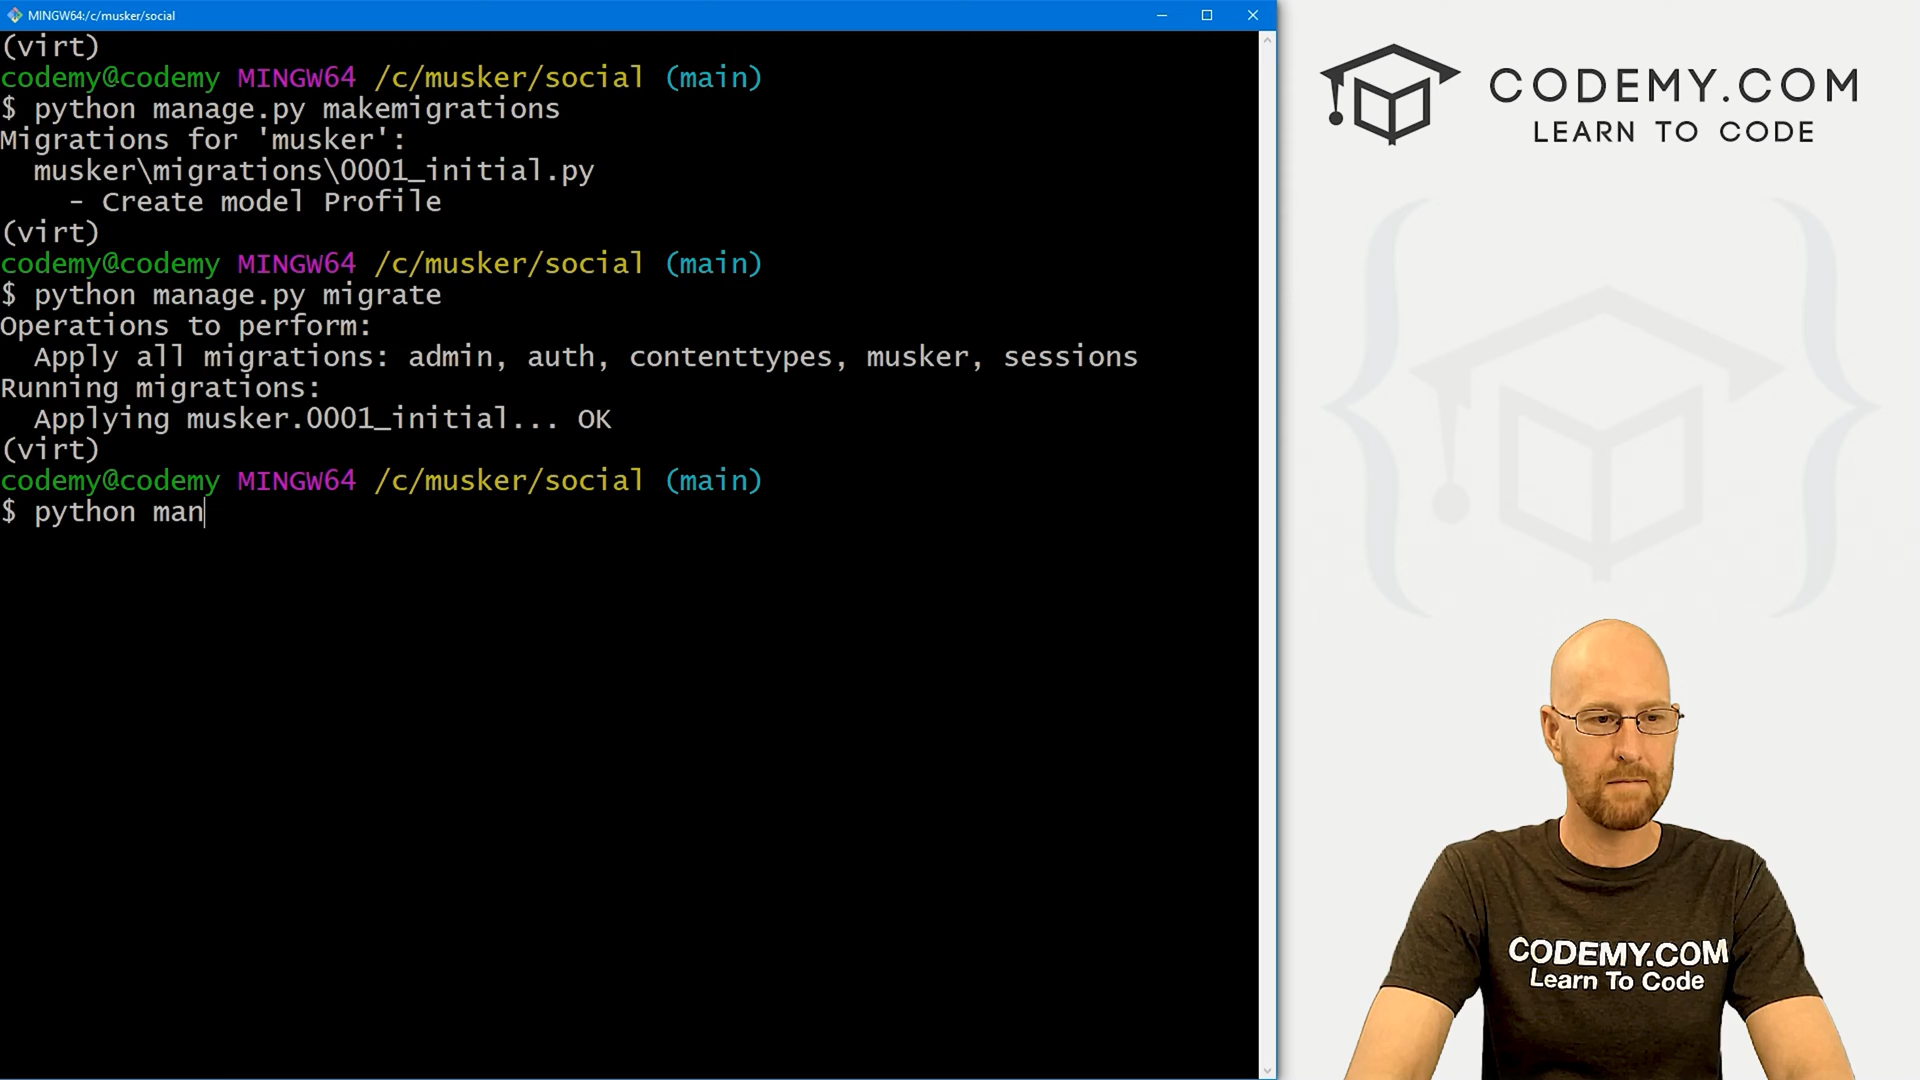 MINGW64:/c/musker/social
(virt)
codemy@codemy MINGW64 /c/musker/social (main)
$ python manage.py makemigrations
Migrations for 'musker':
  musker\migrations\0001_initial.py
    - Create model Profile
(virt)
codemy@codemy MINGW64 /c/musker/social (main)
$ python manage.py migrate
Operations to perform:
  Apply all migrations: admin, auth, contenttypes, musker, sessions
Running migrations:
  Applying musker.0001_initial... OK
(virt)
codemy@codemy MINGW64 /c/musker/social (main)
$ python man
CODEMY.COM
LEARN TO CODE
CODEMY.COM
Learn To Code